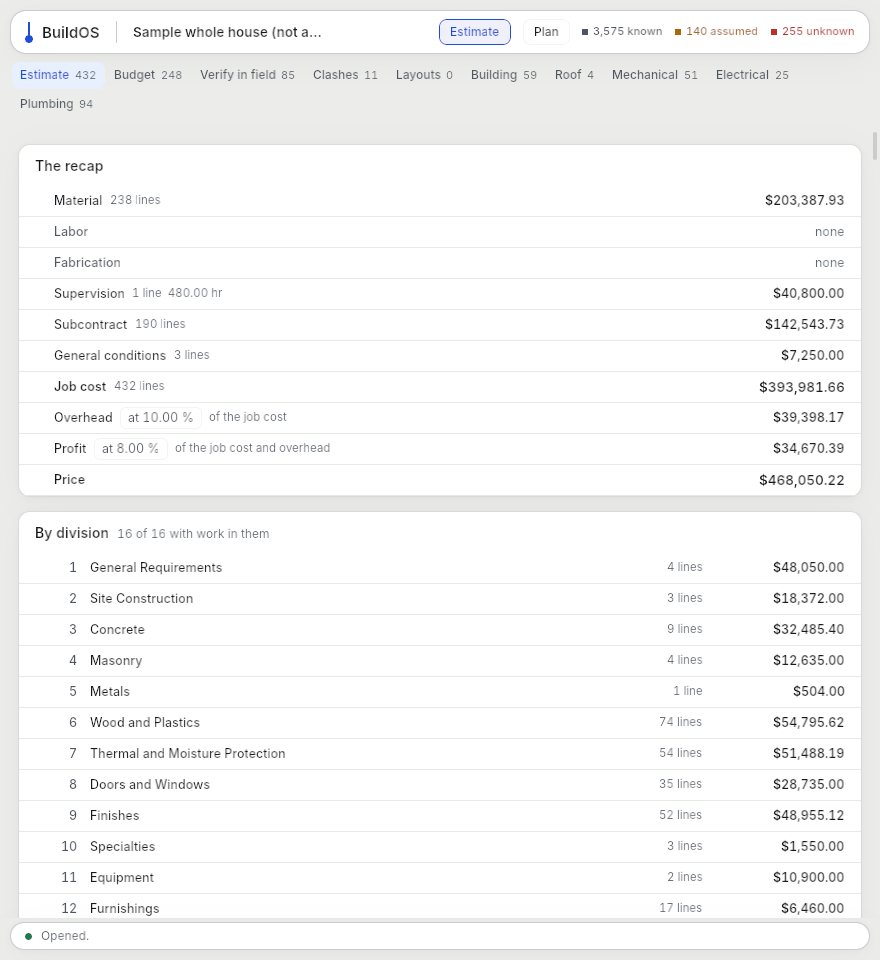 BuildOS
Sample whole house (not a...
Estimate
Plan
3,575 known
140 assumed
255 unknown
Estimate 432
Budget 248
Verify in field 85
Clashes 11
Layouts 0
Building 59
Roof 4
Mechanical 51
Electrical 25
Plumbing 94
The recap
Material 238 lines $203,387.93
Labor none
Fabrication none
Supervision 1 line 480.00 hr $40,800.00
Subcontract 190 lines $142,543.73
General conditions 3 lines $7,250.00
Job cost 432 lines $393,981.66
Overhead at 10.00 % of the job cost $39,398.17
Profit at 8.00 % of the job cost and overhead $34,670.39
Price $468,050.22
By division 16 of 16 with work in them
1 General Requirements 4 lines $48,050.00
2 Site Construction 3 lines $18,372.00
3 Concrete 9 lines $32,485.40
4 Masonry 4 lines $12,635.00
5 Metals 1 line $504.00
6 Wood and Plastics 74 lines $54,795.62
7 Thermal and Moisture Protection 54 lines $51,488.19
8 Doors and Windows 35 lines $28,735.00
9 Finishes 52 lines $48,955.12
10 Specialties 3 lines $1,550.00
11 Equipment 2 lines $10,900.00
12 Furnishings 17 lines $6,460.00
Opened.